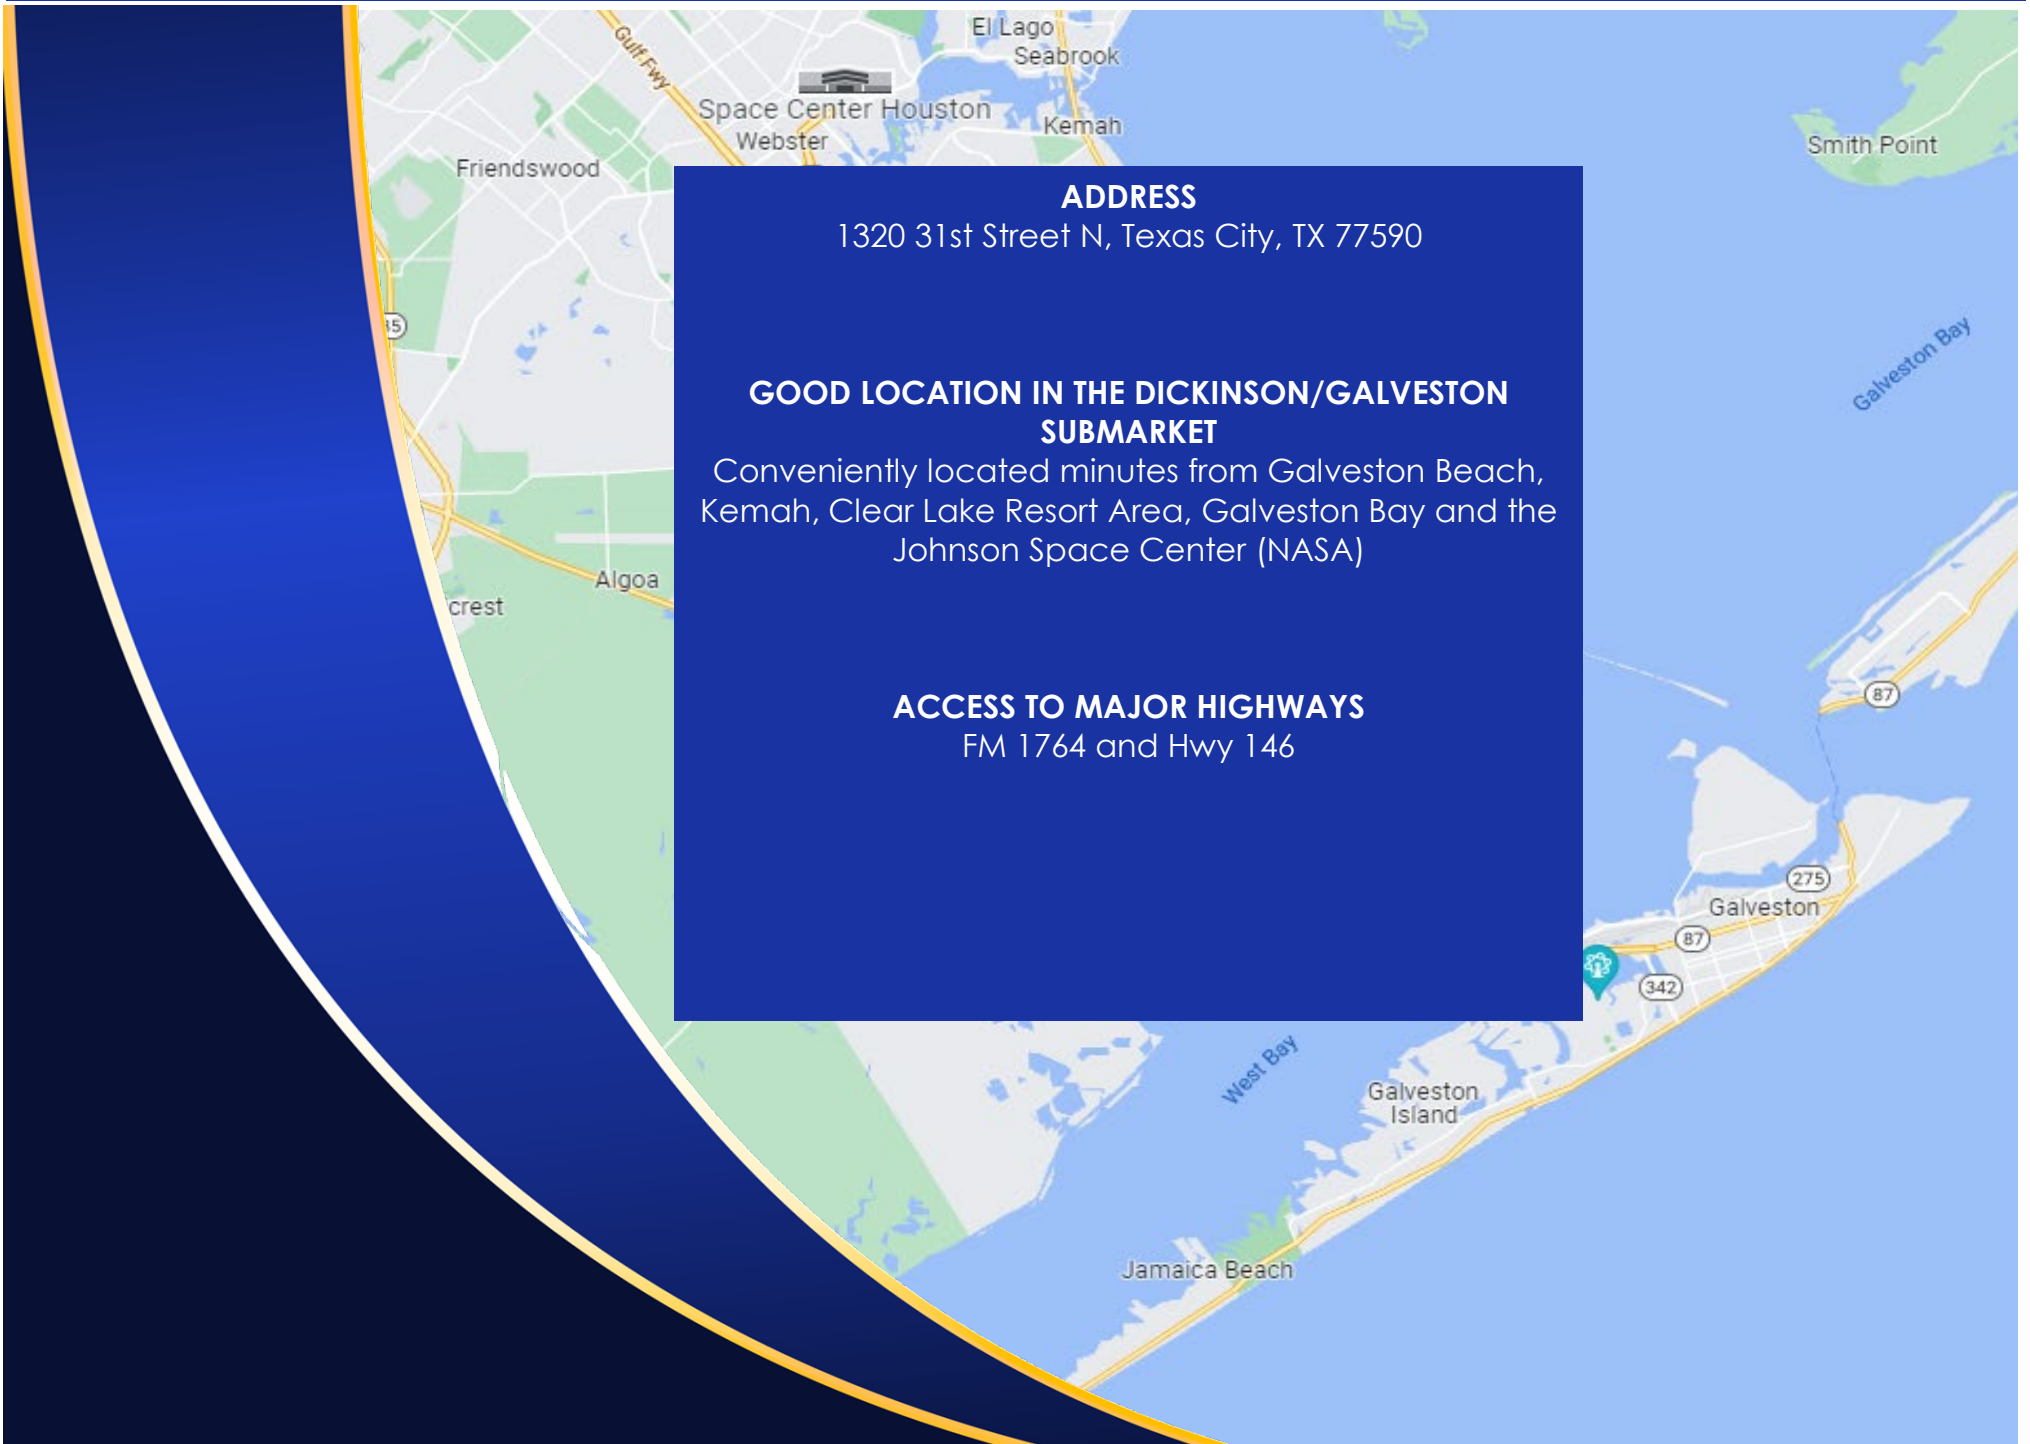 El Lago
Seabrook
Gulf Fwy
Space Center Houston
Webster
Kemah
Friendswood
Smith Point
ADDRESS
1320 31st Street N, Texas City, TX 77590
35
Galveston Bay
GOOD LOCATION IN THE DICKINSON/GALVESTON
SUBMARKET
Conveniently located minutes from Galveston Beach,
Kemah, Clear Lake Resort Area, Galveston Bay and the
Johnson Space Center (NASA)
Algoa
crest
87
ACCESS TO MAJOR HIGHWAYS
FM 1764 and Hwy 146
275
Galveston
87
342
West Bay
Galveston
Island
Jamaica Beach